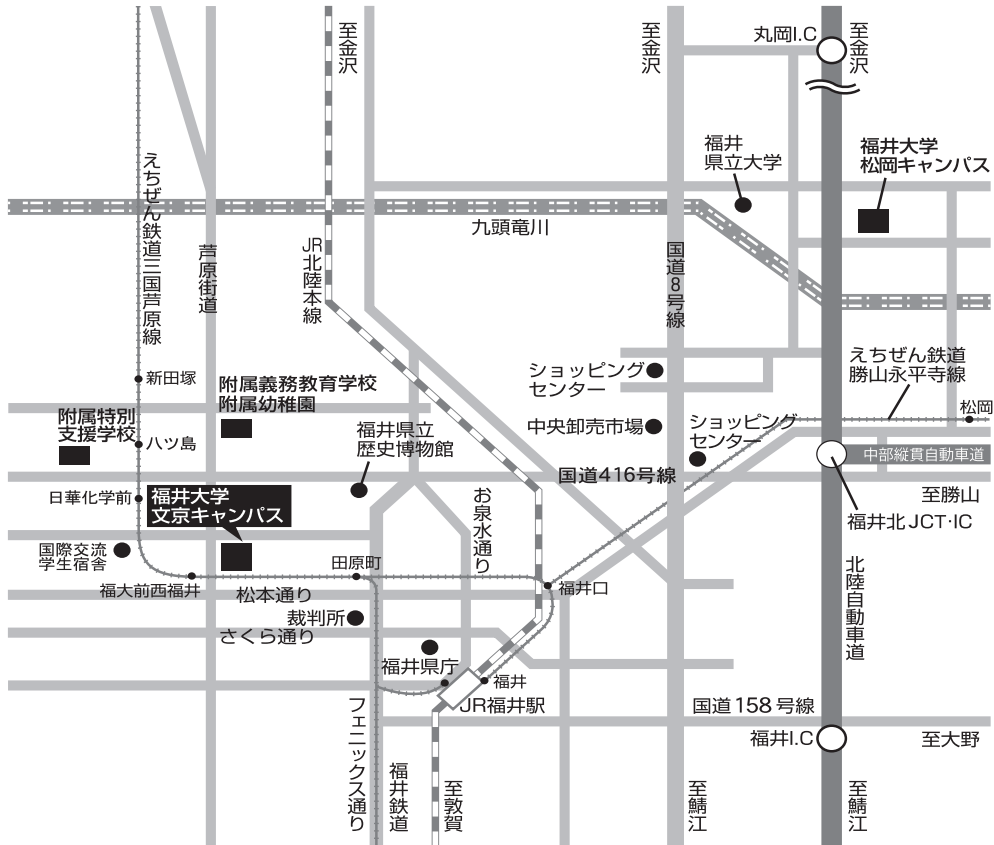 至金沢
至金沢
丸岡I.C
至金沢
福井
県立大学
福井大学
松岡キャンパス
えちぜん鉄道三国芦原線
九頭竜川
芦原街道
JR北陸本線
国道8号線
新田塚
附属義務教育学校
附属幼稚園
ショッピング
センター
えちぜん鉄道
勝山永平寺線
松岡
附属特別
支援学校
八ツ島
福井県立
歴史博物館
中央卸売市場
ショッピング
センター
中部縦貫自動車道
国道416号線
至勝山
日華化学前
福井大学
文京キャンパス
お泉水通り
福井北JCT·IC
国際交流
学生宿舎
田原町
福大前西福井
松本通り
福井口
北陸自動車道
裁判所
さくら通り
福井県庁
福井
JR福井駅
国道158号線
福井I.C
至大野
フェニックス通り
福井鉄道
至敦賀
至鯖江
至鯖江